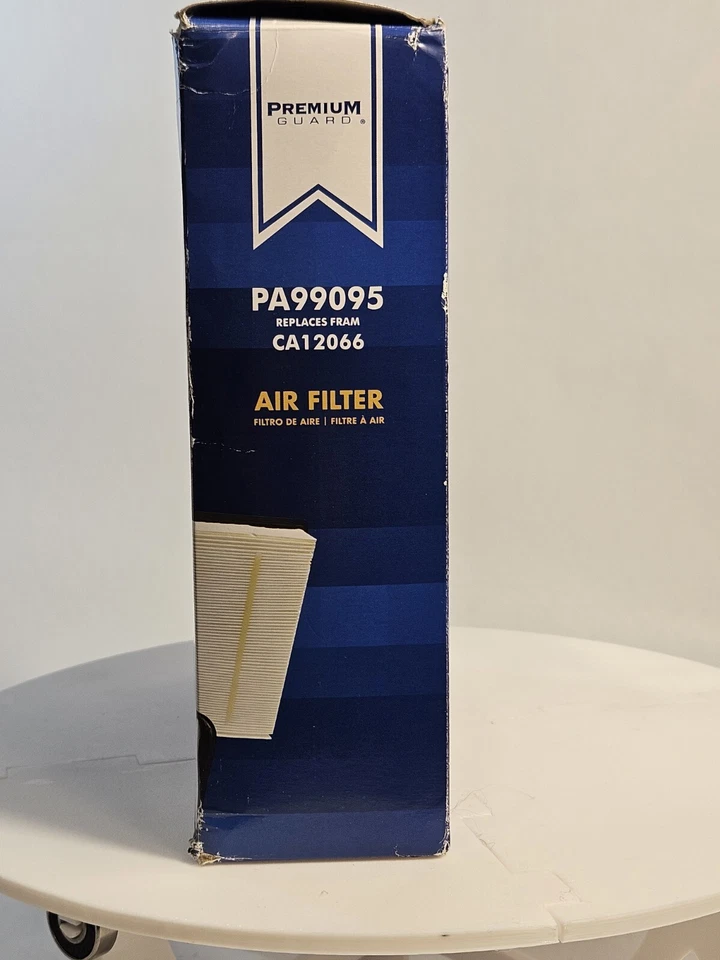 PREMIUM
GUARD®
PA99095
REPLACES FRAM
CA12066
AIR FILTER
FILTRO DE AIRE | FILTRE À AIR